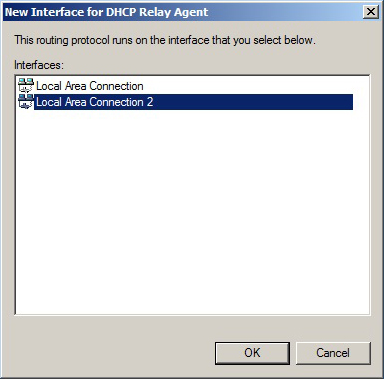 New Interface for DHCP Relay Agent
This routing protocol runs on the interface that you select below.
Interfaces:
Local Area Connection
Local Area Connection 2
OK Cancel